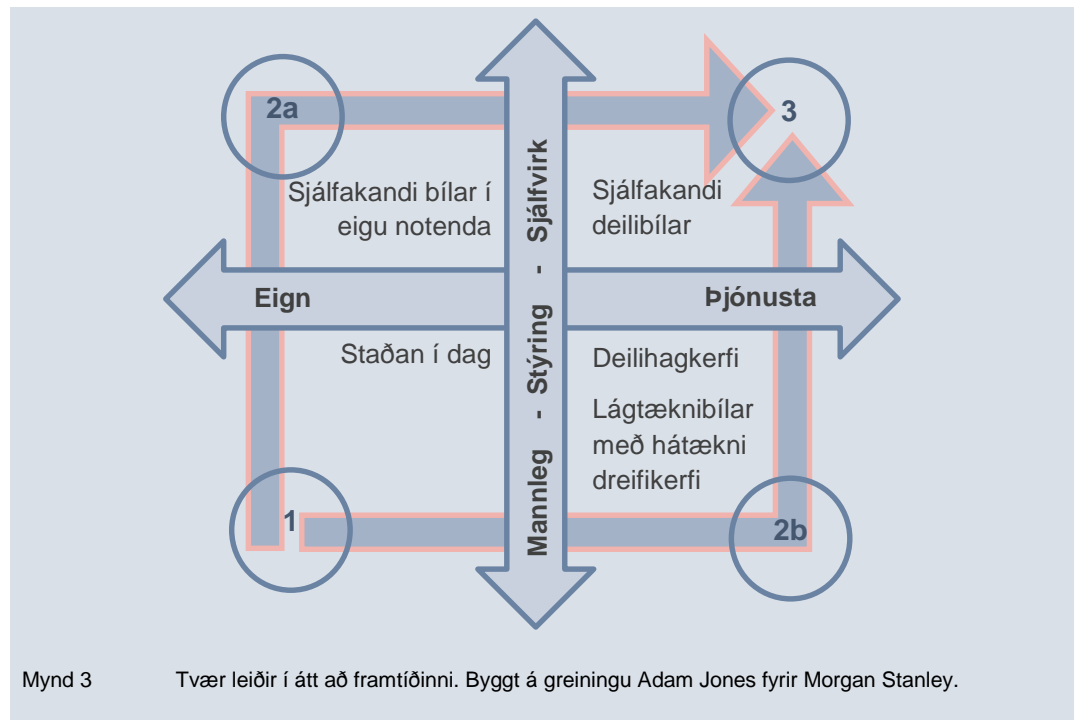 2a
3
Sjálfakandi bílar í
eigu notenda
Sjálfakandi
deilibílar
Eign
Þjónusta
Mannleg - Stýring - Sjálfvirk
Staðan í dag
Deilihagkerfi
Lágtæknibílar
með hátækni
dreifikerfi
1
2b
Mynd 3 Tvær leiðir í átt að framtíðinni. Byggt á greiningu Adam Jones fyrir Morgan Stanley.